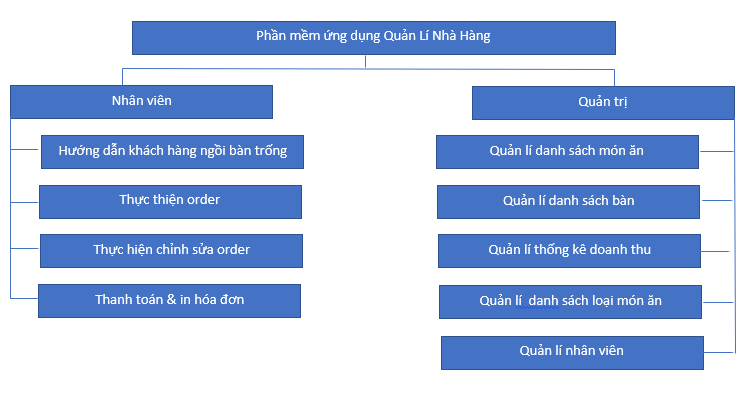 Phần mềm ứng dụng Quản Lí Nhà Hàng
Nhân viên
Quản trị
Hướng dẫn khách hàng ngồi bàn trống
Thực thiện order
Thực hiện chỉnh sửa order
Thanh toán & in hóa đơn
Quản lí danh sách món ăn
Quản lí danh sách bàn
Quản lí thống kê doanh thu
Quản lí  danh sách loại món ăn
Quản lí nhân viên